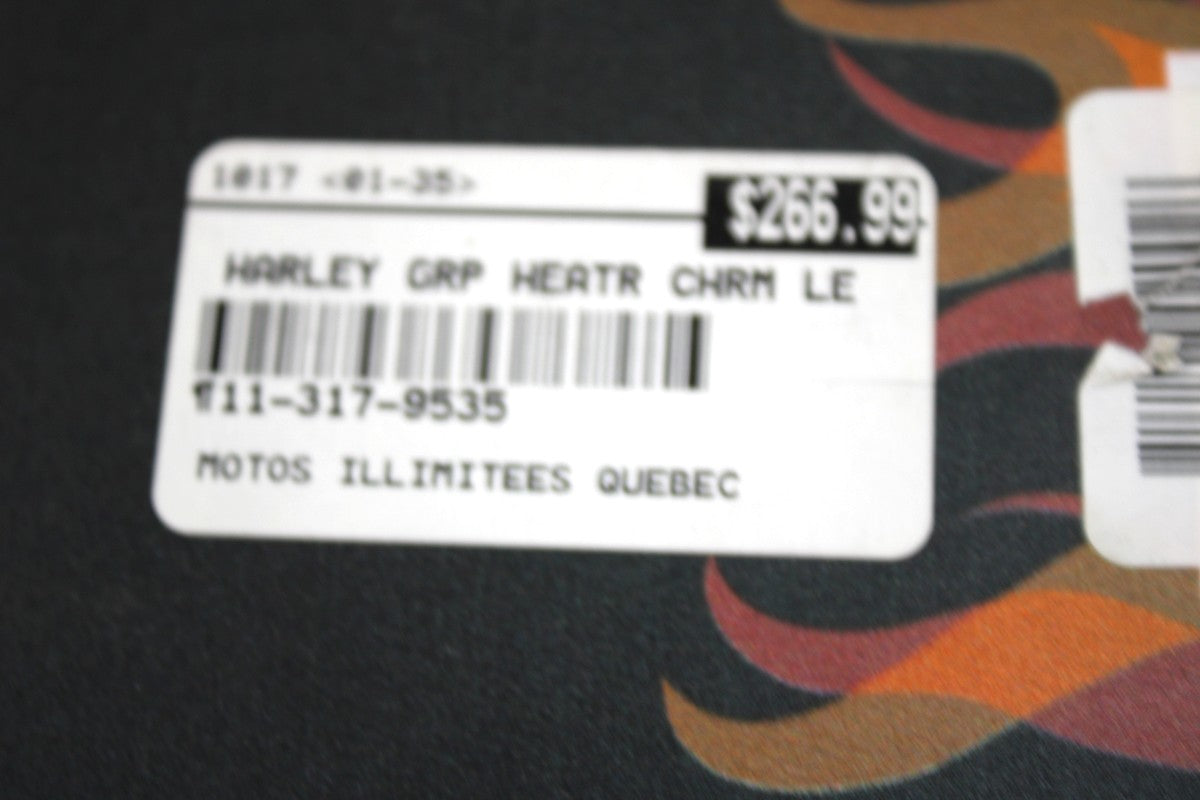 1017 <01-35>
$266.99
HARLEY GRP HEATR CHRM LE
¶11-317-9535
MOTOS ILLIMITEES QUEBEC